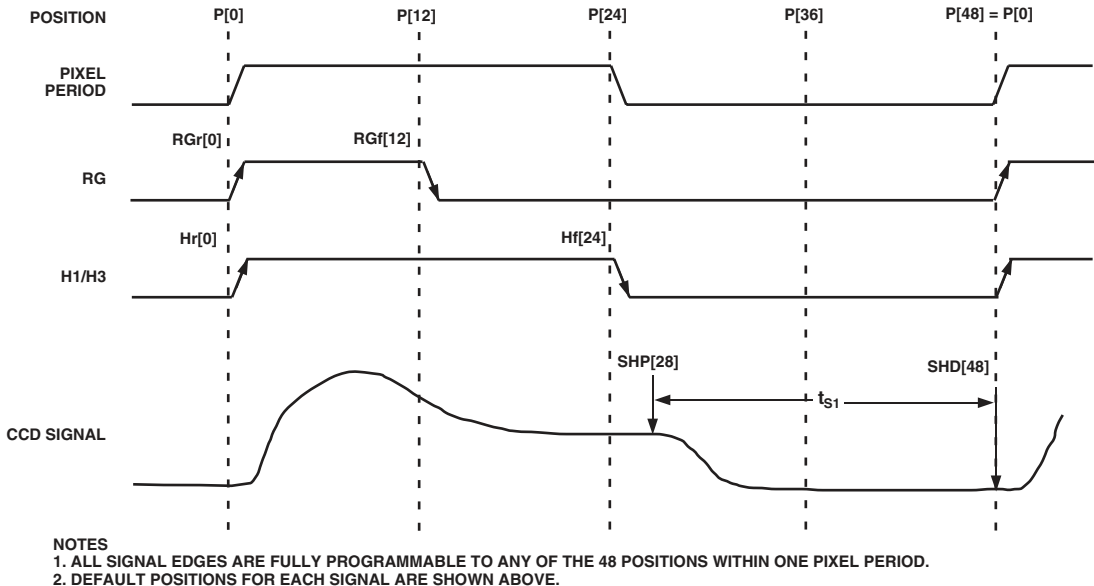 POSITION P[0] P[12] P[24] P[36] P[48] = P[0]
PIXEL
PERIOD
RGr[0] RGf[12]
RG
Hr[0] Hf[24]
H1/H3
SHP[28] SHD[48]
tS1
CCD SIGNAL
NOTES
1. ALL SIGNAL EDGES ARE FULLY PROGRAMMABLE TO ANY OF THE 48 POSITIONS WITHIN ONE PIXEL PERIOD.
2. DEFAULT POSITIONS FOR EACH SIGNAL ARE SHOWN ABOVE.